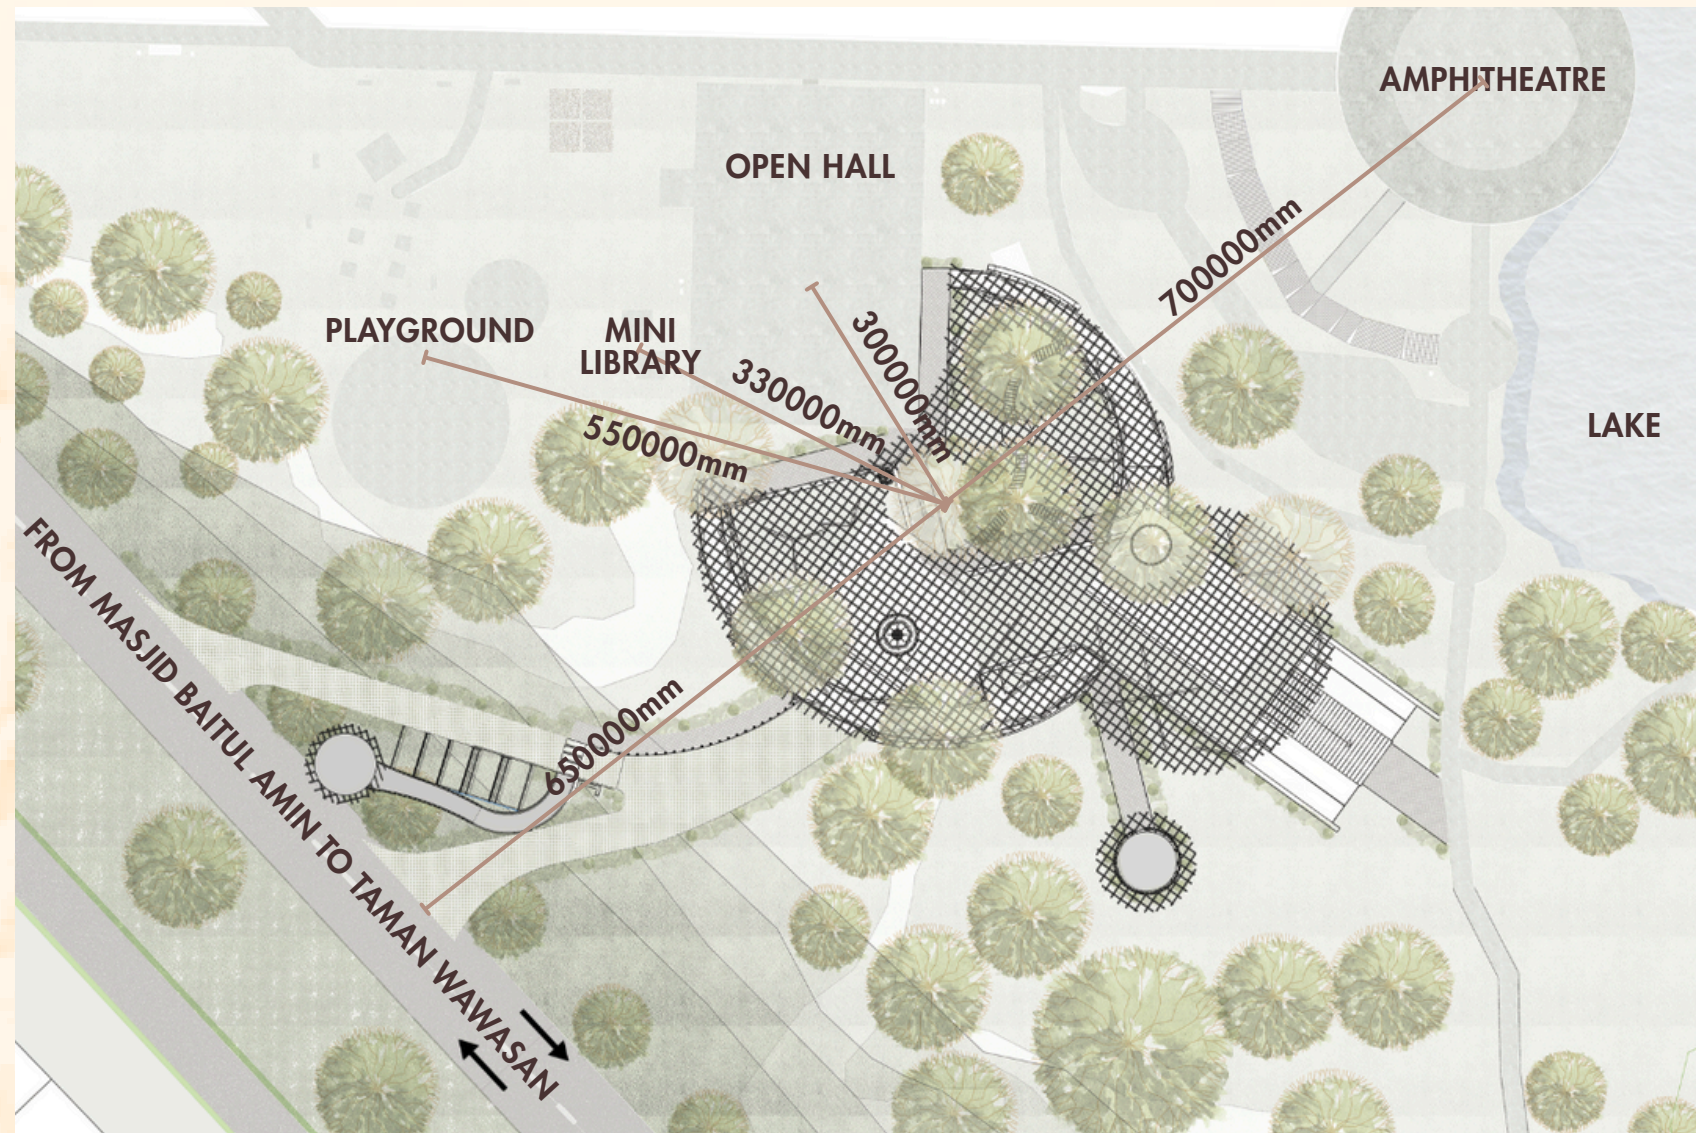 AMPHITHEATRE
OPEN HALL
700000mm
PLAYGROUND
MINI
LIBRARY
300000mm
330000mm
550000mm
LAKE
FROM MASJID BAITUL AMIN TO TAMAN WAWASAN
650000mm